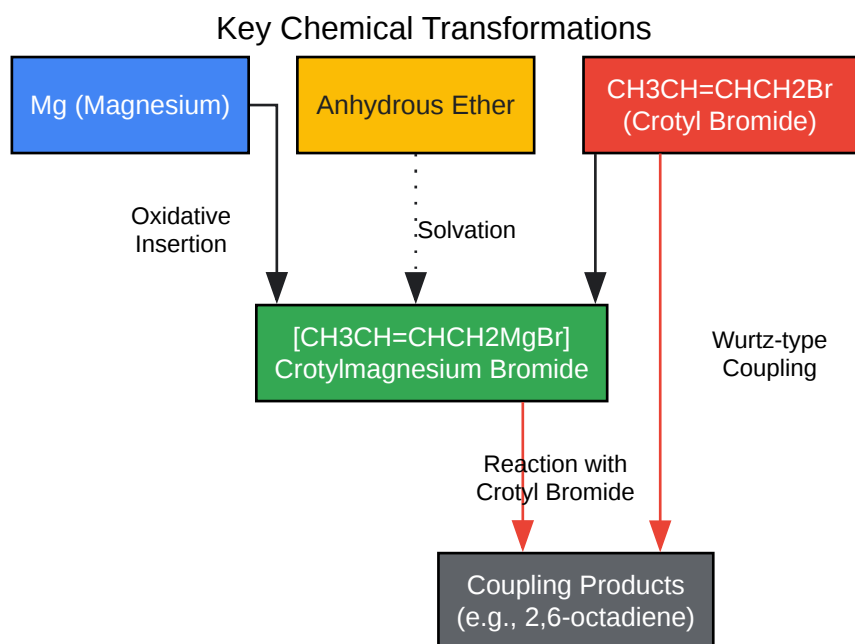 Key Chemical Transformations
Mg (Magnesium)
Anhydrous Ether
CH3CH=CHCH2Br
(Crotyl Bromide)
Oxidative
Insertion
Solvation
[CH3CH=CHCH2MgBr]
Crotylmagnesium Bromide
Wurtz-type
Coupling
Reaction with
Crotyl Bromide
Coupling Products
(e.g., 2,6-octadiene)